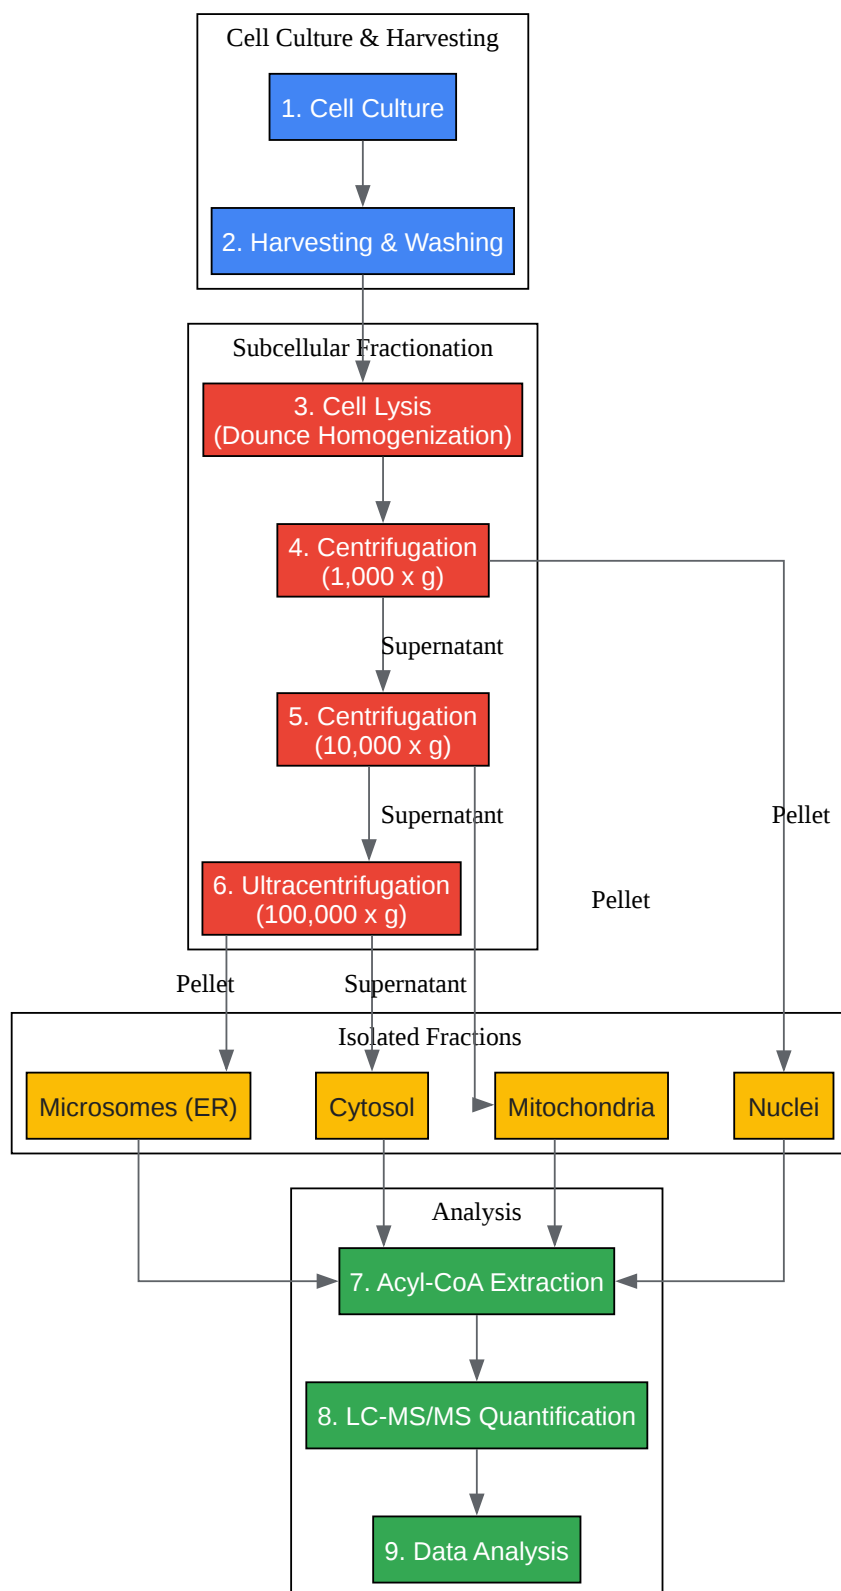 Cell Culture & Harvesting
1. Cell Culture
2. Harvesting & Washing
Subcellular Fractionation
3. Cell Lysis
(Dounce Homogenization)
4. Centrifugation
(1,000 x g)
Supernatant
5. Centrifugation
(10,000 x g)
Supernatant
Pellet
6. Ultracentrifugation
(100,000 x g)
Pellet
Pellet
Supernatant
Isolated Fractions
Microsomes (ER)
Cytosol
Mitochondria
Nuclei
Analysis
7. Acyl-CoA Extraction
8. LC-MS/MS Quantification
9. Data Analysis